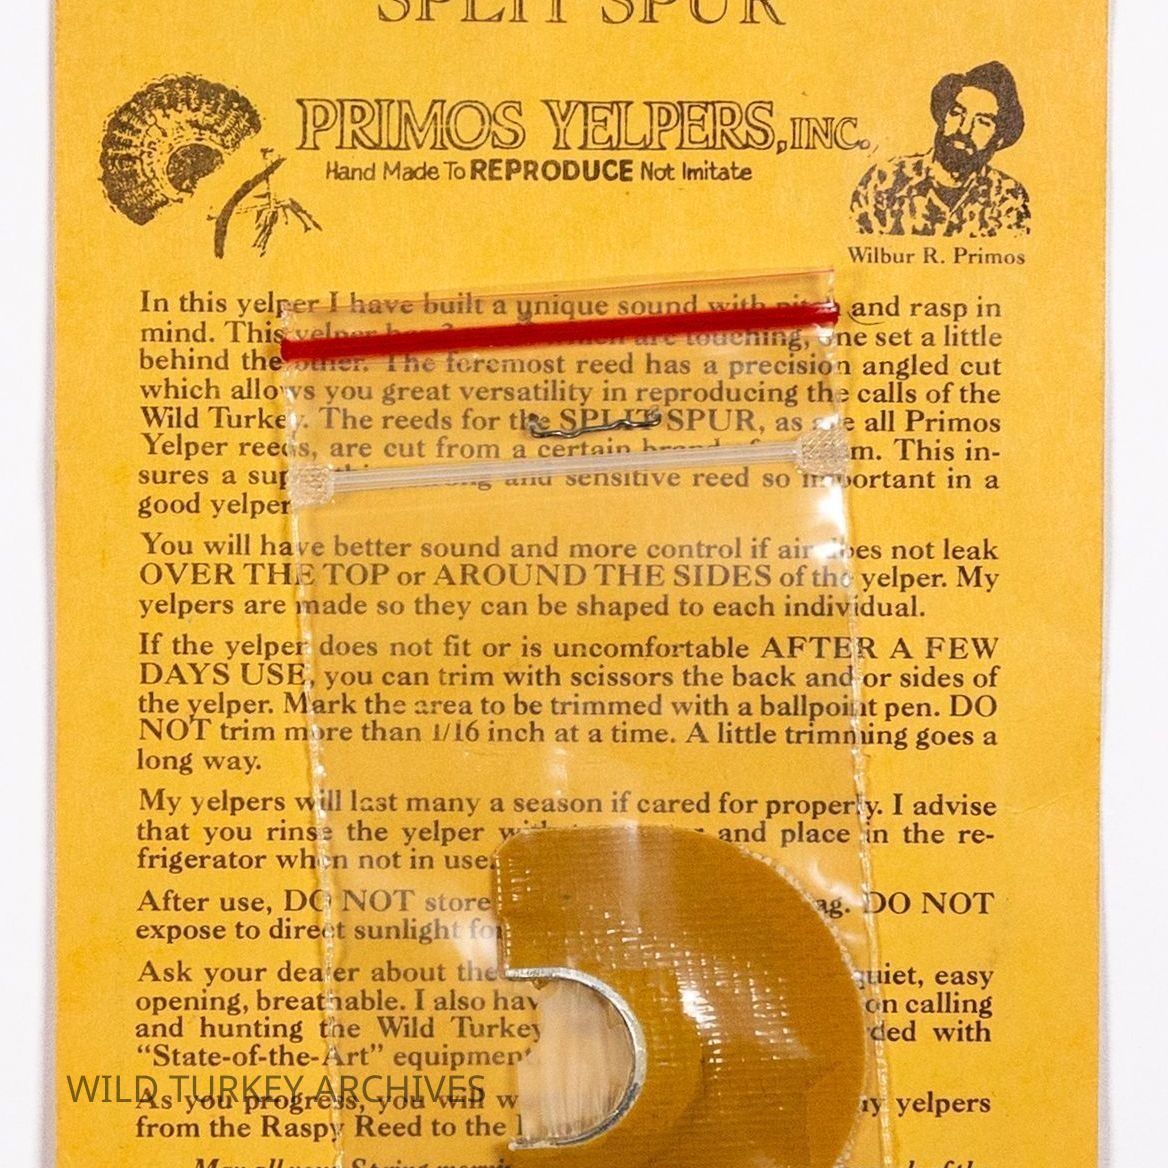 SPLIT SPUR
PRIMOS YELPERS, INC.
Hand Made To REPRODUCE Not Imitate
Wilbur R. Primos
In this yelper I have built a unique sound with pitch and rasp in
mind. This yelper are touching, one set a little
behind the other. The foremost reed has a precision angled cut
which allows you great versatility in reproducing the calls of the
Wild Turkey. The reeds for the SPLIT SPUR, as are all Primos
Yelper reeds, are cut from a certain brand of This in-
sures a and sensitive reed so important in a
good yelper
You will have better sound and more control if air does not leak
OVER THE TOP or AROUND THE SIDES of the yelper. My
yelpers are made so they can be shaped to each individual.
If the yelper does not fit or is uncomfortable AFTER A FEW
DAYS USE, you can trim with scissors the back and or sides of
the yelper. Mark the area to be trimmed with a ballpoint pen. DO
NOT trim more than 1/16 inch at a time. A little trimming goes a
long way.
My yelpers will last many a season if cared for properly. I advise
that you rinse the yelper and place in the re-
frigerator when not in use.
After use, DO NOT store DO NOT
expose to direct sunlight
Ask your dealer about the quiet, easy
opening, breathable. I also on calling
and hunting the Wild Turkey with
"State-of-the-Art" equipment
WILD TURKEY ARCHIVES
As you progress, you will yelpers
from the Raspy Reed to the